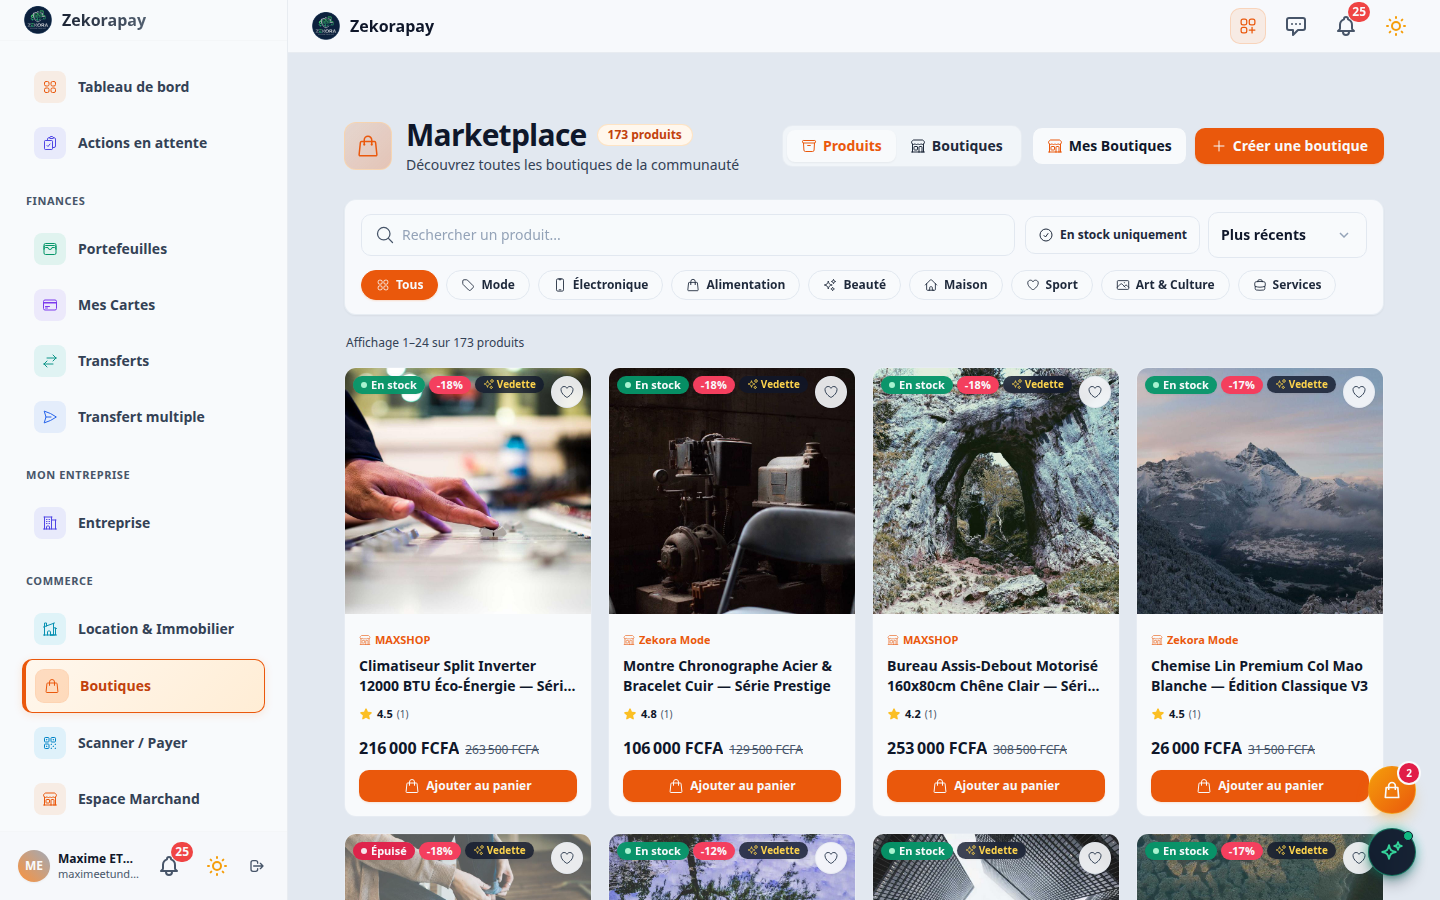 Zekorapay
Zekorapay
25
Tableau de bord
Actions en attente
FINANCES
Portefeuilles
Mes Cartes
Transferts
Transfert multiple
MON ENTREPRISE
Entreprise
COMMERCE
Location & Immobilier
Boutiques
Scanner / Payer
Espace Marchand
ME
Maxime ET...
maximeetund...
25
Marketplace
173 produits
Découvrez toutes les boutiques de la communauté
Produits
Boutiques
Mes Boutiques
Créer une boutique
Rechercher un produit...
En stock uniquement
Plus récents
Tous
Mode
Électronique
Alimentation
Beauté
Maison
Sport
Art & Culture
Services
Affichage 1–24 sur 173 produits
En stock
-18%
Vedette
MAXSHOP
Climatiseur Split Inverter
12000 BTU Éco-Énergie — Séri...
4.5 (1)
216 000 FCFA 263 500 FCFA
Ajouter au panier
En stock
-18%
Vedette
Zekora Mode
Montre Chronographe Acier &
Bracelet Cuir — Série Prestige
4.8 (1)
106 000 FCFA 129 500 FCFA
Ajouter au panier
En stock
-18%
Vedette
MAXSHOP
Bureau Assis-Debout Motorisé
160x80cm Chêne Clair — Séri...
4.2 (1)
253 000 FCFA 308 500 FCFA
Ajouter au panier
En stock
-17%
Vedette
Zekora Mode
Chemise Lin Premium Col Mao
Blanche — Édition Classique V3
4.5 (1)
26 000 FCFA 31 500 FCFA
Ajouter au panier
2
Épuisé
-18%
Vedette
En stock
-12%
Vedette
En stock
Vedette
En stock
-17%
Vedette